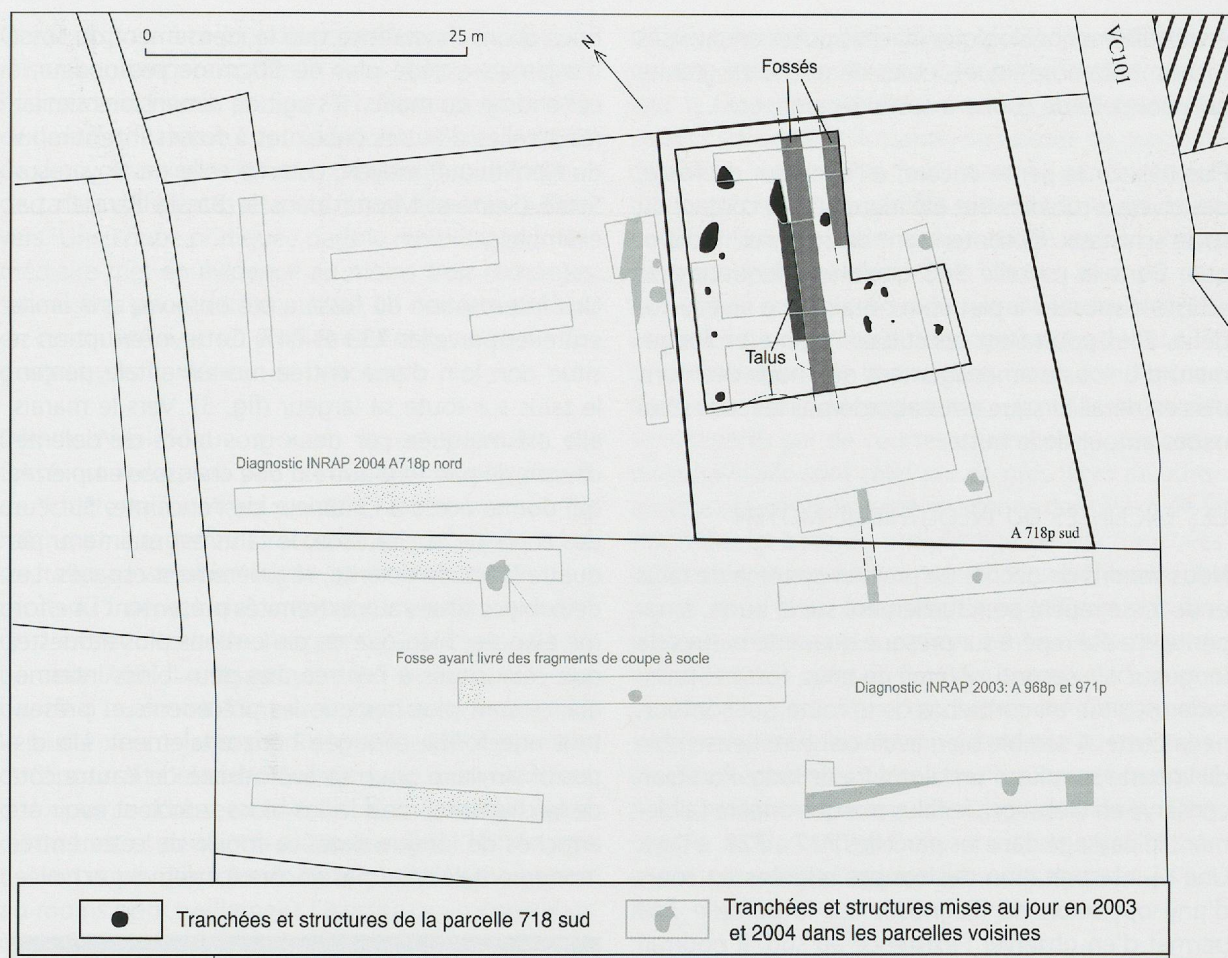 0 25 m
N
VC101
Fossés
Talus
Diagnostic INRAP 2004 A718p nord
A 718p sud
Fosse ayant livré des fragments de coupe à socle
Diagnostic INRAP 2003: A 968p et 971p
Tranchées et structures de la parcelle 718 sud
Tranchées et structures mises au jour en 2003
et 2004 dans les parcelles voisines